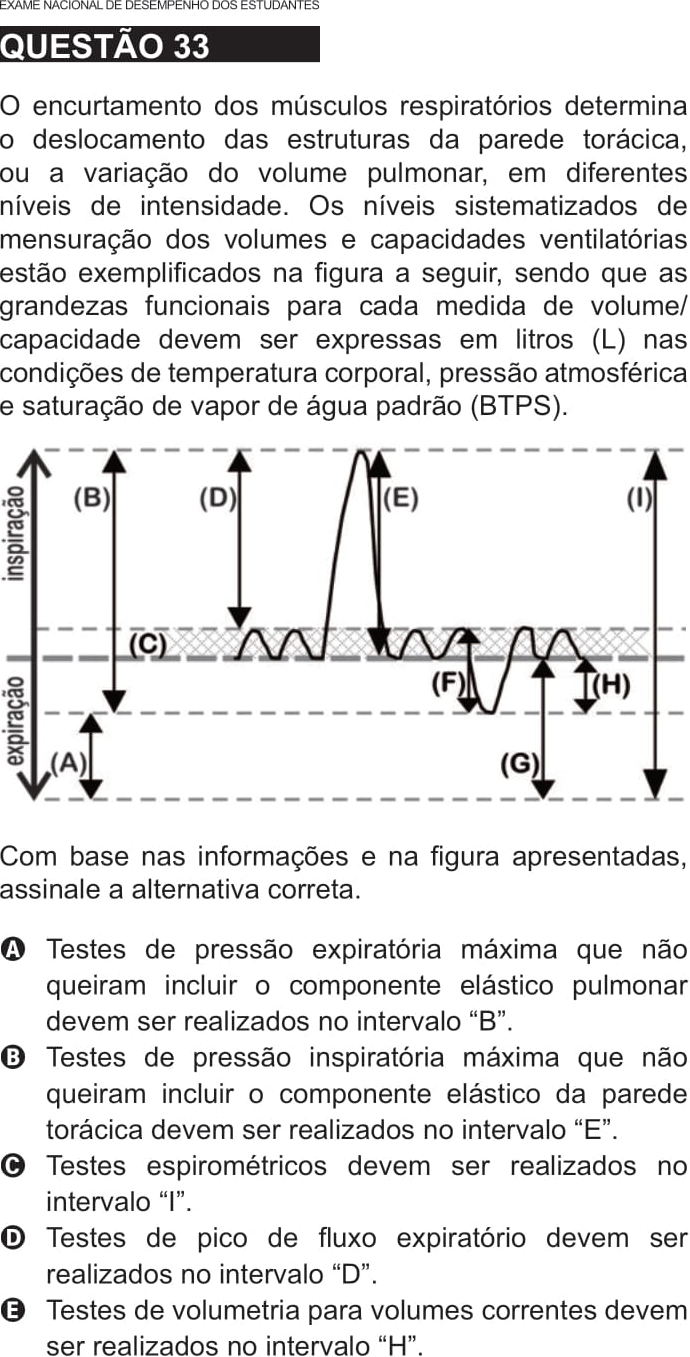 EXAME NACIONAL DE DESEMPENHO DOS ESTUDANTES
QUESTÃO 33
O encurtamento dos músculos respiratórios determina
o deslocamento das estruturas da parede torácica,
ou a variação do volume pulmonar, em diferentes
níveis de intensidade. Os níveis sistematizados de
mensuração dos volumes e capacidades ventilatórias
estão exemplificados na figura a seguir, sendo que as
grandezas funcionais para cada medida de volume/
capacidade devem ser expressas em litros (L) nas
condições de temperatura corporal, pressão atmosférica
e saturação de vapor de água padrão (BTPS).
inspiração
(B)
(D)
(E)
(I)
(C)
expiração
(F)
(H)
(A)
(G)
Com base nas informações e na figura apresentadas,
assinale a alternativa correta.
A Testes de pressão expiratória máxima que não
queiram incluir o componente elástico pulmonar
devem ser realizados no intervalo “B”.
B Testes de pressão inspiratória máxima que não
queiram incluir o componente elástico da parede
torácica devem ser realizados no intervalo “E”.
C Testes espirométricos devem ser realizados no
intervalo “I”.
D Testes de pico de fluxo expiratório devem ser
realizados no intervalo “D”.
E Testes de volumetria para volumes correntes devem
ser realizados no intervalo “H”.